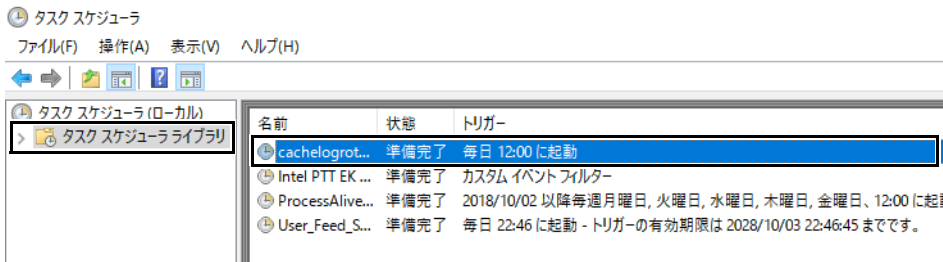 タスク スケジューラ
ファイル(F) 操作(A) 表示(V) ヘルプ(H)
タスク スケジューラ (ローカル)
タスク スケジューラ ライブラリ
名前 状態 トリガー
cachelogrot... 準備完了 毎日 12:00 に起動
Intel PTT EK ... 準備完了 カスタム イベント フィルター
ProcessAlive... 準備完了 2018/10/02 以降毎週月曜日, 火曜日, 水曜日, 木曜日, 金曜日、12:00 に起
User_Feed_S... 準備完了 毎日 22:46 に起動 - トリガーの有効期限は 2028/10/03 22:46:45 までです。